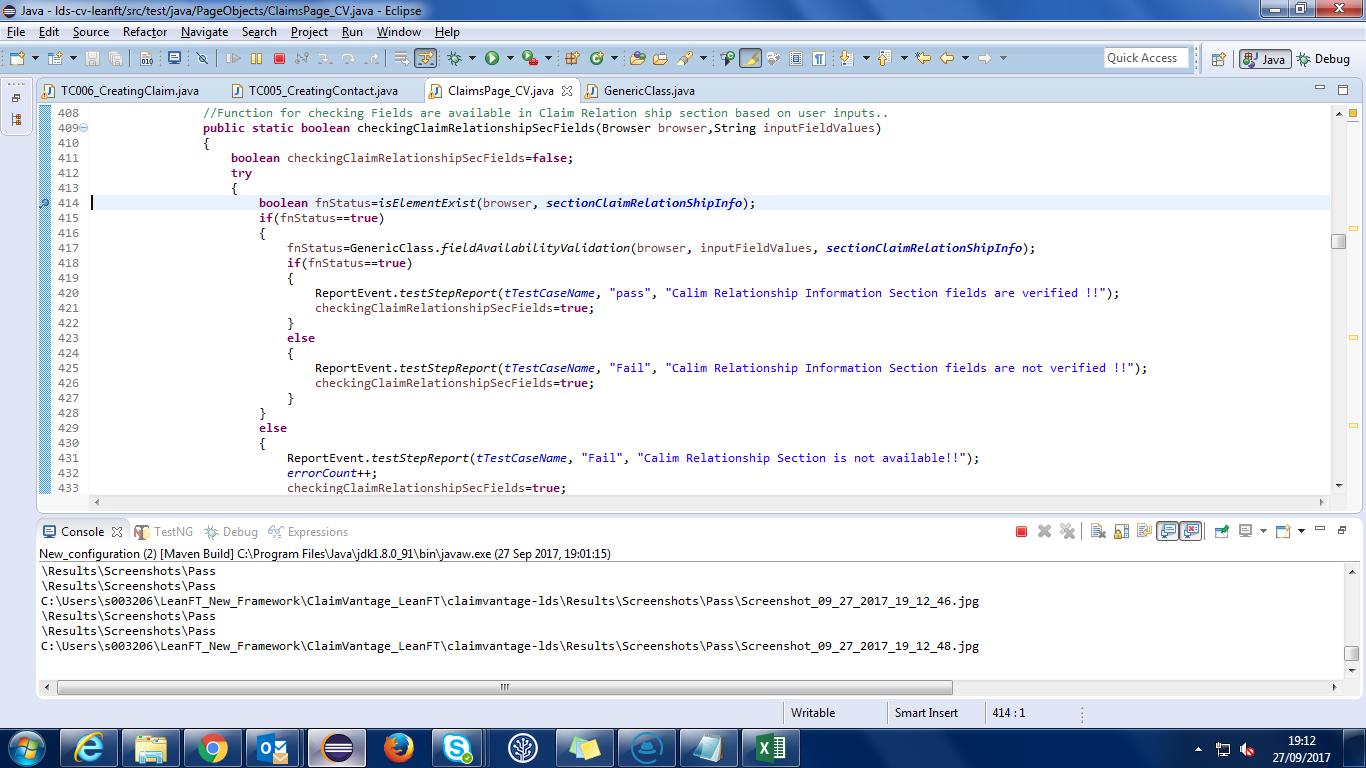 Java - lds-cv-leanft/src/test/java/PageObjects/ClaimsPage_CV.java - Eclipse
File Edit Source Refactor Navigate Search Project Run Window Help
Quick Access Java Debug
TC006_CreatingClaim.java TC005_CreatingContact.java ClaimsPage_CV.java GenericClass.java
408 //Function for checking Fields are available in Claim Relation ship section based on user inputs..
409 public static boolean checkingClaimRelationshipSecFields(Browser browser,String inputFieldValues)
410 {
411 boolean checkingClaimRelationshipSecFields=false;
412 try
413 {
414 boolean fnStatus=isElementExist(browser, sectionClaimRelationShipInfo);
415 if(fnStatus==true)
416 {
417 fnStatus=GenericClass.fieldAvailabilityValidation(browser, inputFieldValues, sectionClaimRelationShipInfo);
418 if(fnStatus==true)
419 {
420 ReportEvent.testStepReport(tTestCaseName, "pass", "Calim Relationship Information Section fields are verified !!");
421 checkingClaimRelationshipSecFields=true;
422 }
423 else
424 {
425 ReportEvent.testStepReport(tTestCaseName, "Fail", "Calim Relationship Information Section fields are not verified !!");
426 checkingClaimRelationshipSecFields=true;
427 }
428 }
429 else
430 {
431 ReportEvent.testStepReport(tTestCaseName, "Fail", "Calim Relationship Section is not available!!");
432 errorCount++;
433 checkingClaimRelationshipSecFields=true;
Console TestNG Debug Expressions
New_configuration (2) [Maven Build] C:\Program Files\Java\jdk1.8.0_91\bin\javaw.exe (27 Sep 2017, 19:01:15)
\Results\Screenshots\Pass
\Results\Screenshots\Pass
C:\Users\s003206\LeanFT_New_Framework\ClaimVantage_LeanFT\claimvantage-lds\Results\Screenshots\Pass\Screenshot_09_27_2017_19_12_46.jpg
\Results\Screenshots\Pass
\Results\Screenshots\Pass
C:\Users\s003206\LeanFT_New_Framework\ClaimVantage_LeanFT\claimvantage-lds\Results\Screenshots\Pass\Screenshot_09_27_2017_19_12_48.jpg
Writable Smart Insert 414 : 1
19:12
27/09/2017